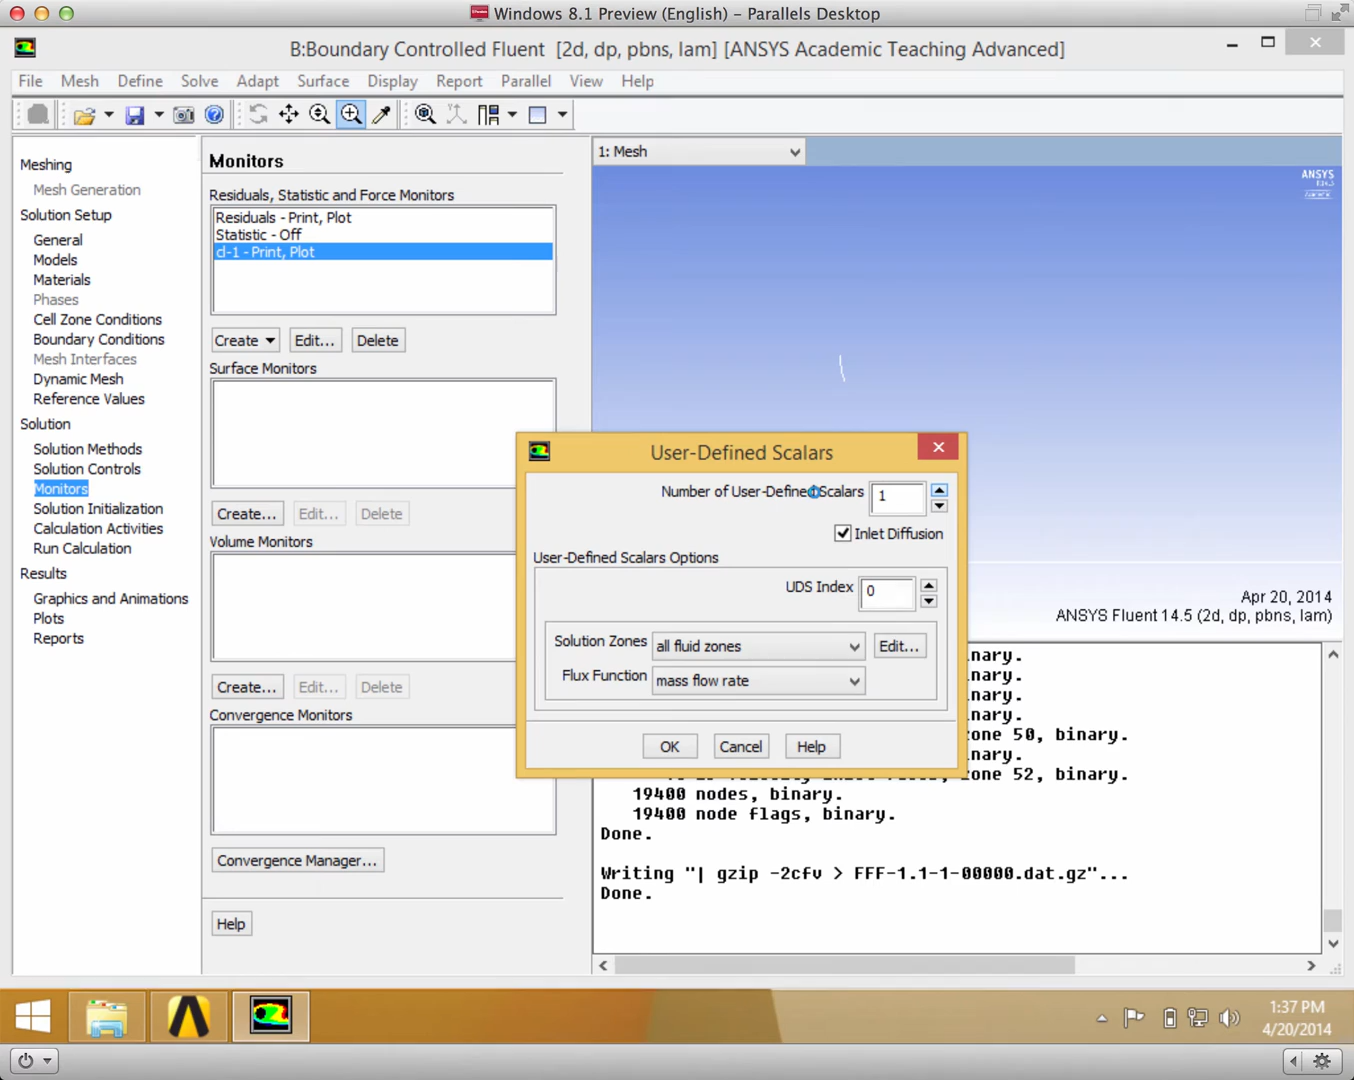 Windows 8.1 Preview (English) – Parallels Desktop
B:Boundary Controlled Fluent [2d, dp, pbns, lam] [ANSYS Academic Teaching Advanced]
File Mesh Define Solve Adapt Surface Display Report Parallel View Help
Meshing
Mesh Generation
Solution Setup
General
Models
Materials
Phases
Cell Zone Conditions
Boundary Conditions
Mesh Interfaces
Dynamic Mesh
Reference Values
Solution
Solution Methods
Solution Controls
Monitors
Solution Initialization
Calculation Activities
Run Calculation
Results
Graphics and Animations
Plots
Reports
Monitors
Residuals, Statistic and Force Monitors
Residuals - Print, Plot
Statistic - Off
cl-1 - Print, Plot
Create Edit... Delete
Surface Monitors
Create... Edit... Delete
Volume Monitors
Create... Edit... Delete
Convergence Monitors
Convergence Manager...
Help
1: Mesh
ANSYS
Apr 20, 2014
ANSYS Fluent 14.5 (2d, dp, pbns, lam)
User-Defined Scalars
Number of User-Defined Scalars 1
Inlet Diffusion
User-Defined Scalars Options
UDS Index 0
Solution Zones all fluid zones Edit...
Flux Function mass flow rate
OK Cancel Help
nary.
nary.
nary.
nary.
zone 50, binary.
nary.
zone 52, binary.
19400 nodes, binary.
19400 node flags, binary.
Done.
Writing "| gzip -2cfv > FFF-1.1-1-00000.dat.gz"...
Done.
1:37 PM
4/20/2014